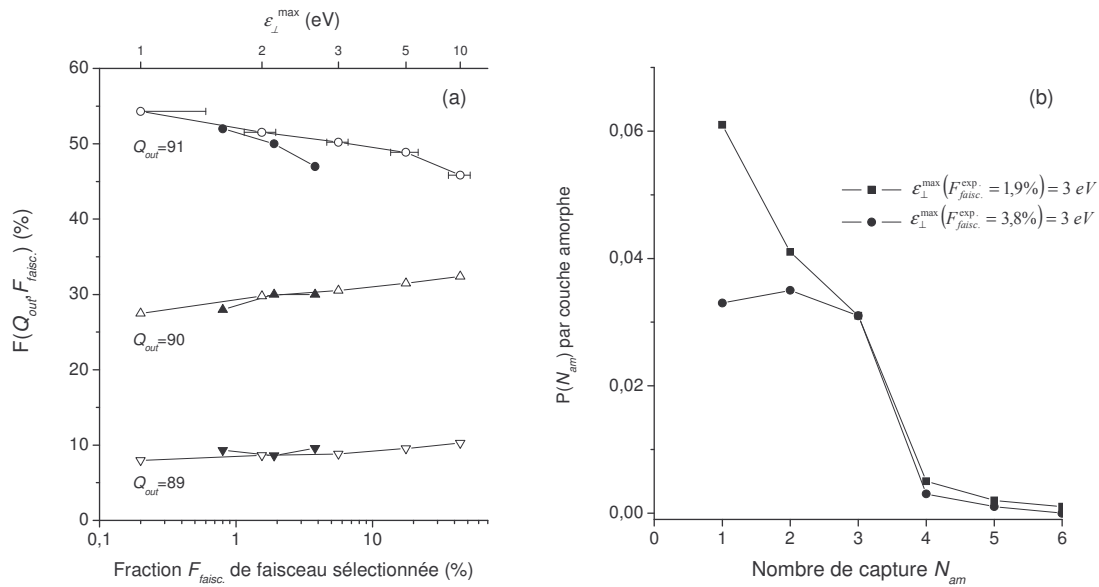 ε⊥max (eV)
1 2 3 5 10
60
50
40
30
20
10
0
F(Qout,Ffaisc.) (%)
(a)
Qout=91
Qout=90
Qout=89
0,1 1 10
Fraction Ffaisc. de faisceau sélectionnée (%)
(b)
0,06
0,04
0,02
0,00
P(Nam) par couche amorphe
ε⊥max(Ffaisc.exp. = 1,9%) = 3 eV
ε⊥max(Ffaisc.exp. = 3,8%) = 3 eV
0 1 2 3 4 5 6
Nombre de capture Nam